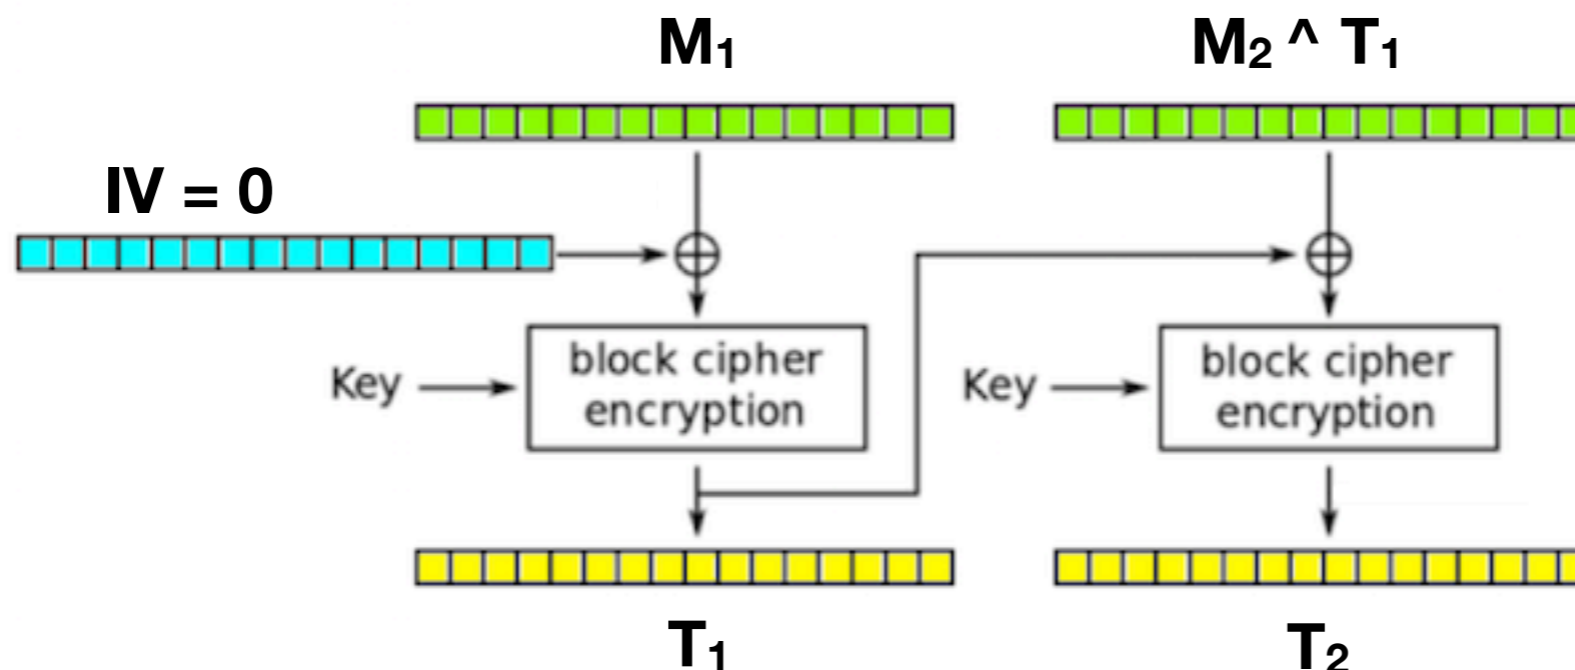 M₁
M₂ ^ T₁
IV = 0
Key
block cipher
encryption
Key
block cipher
encryption
T₁
T₂